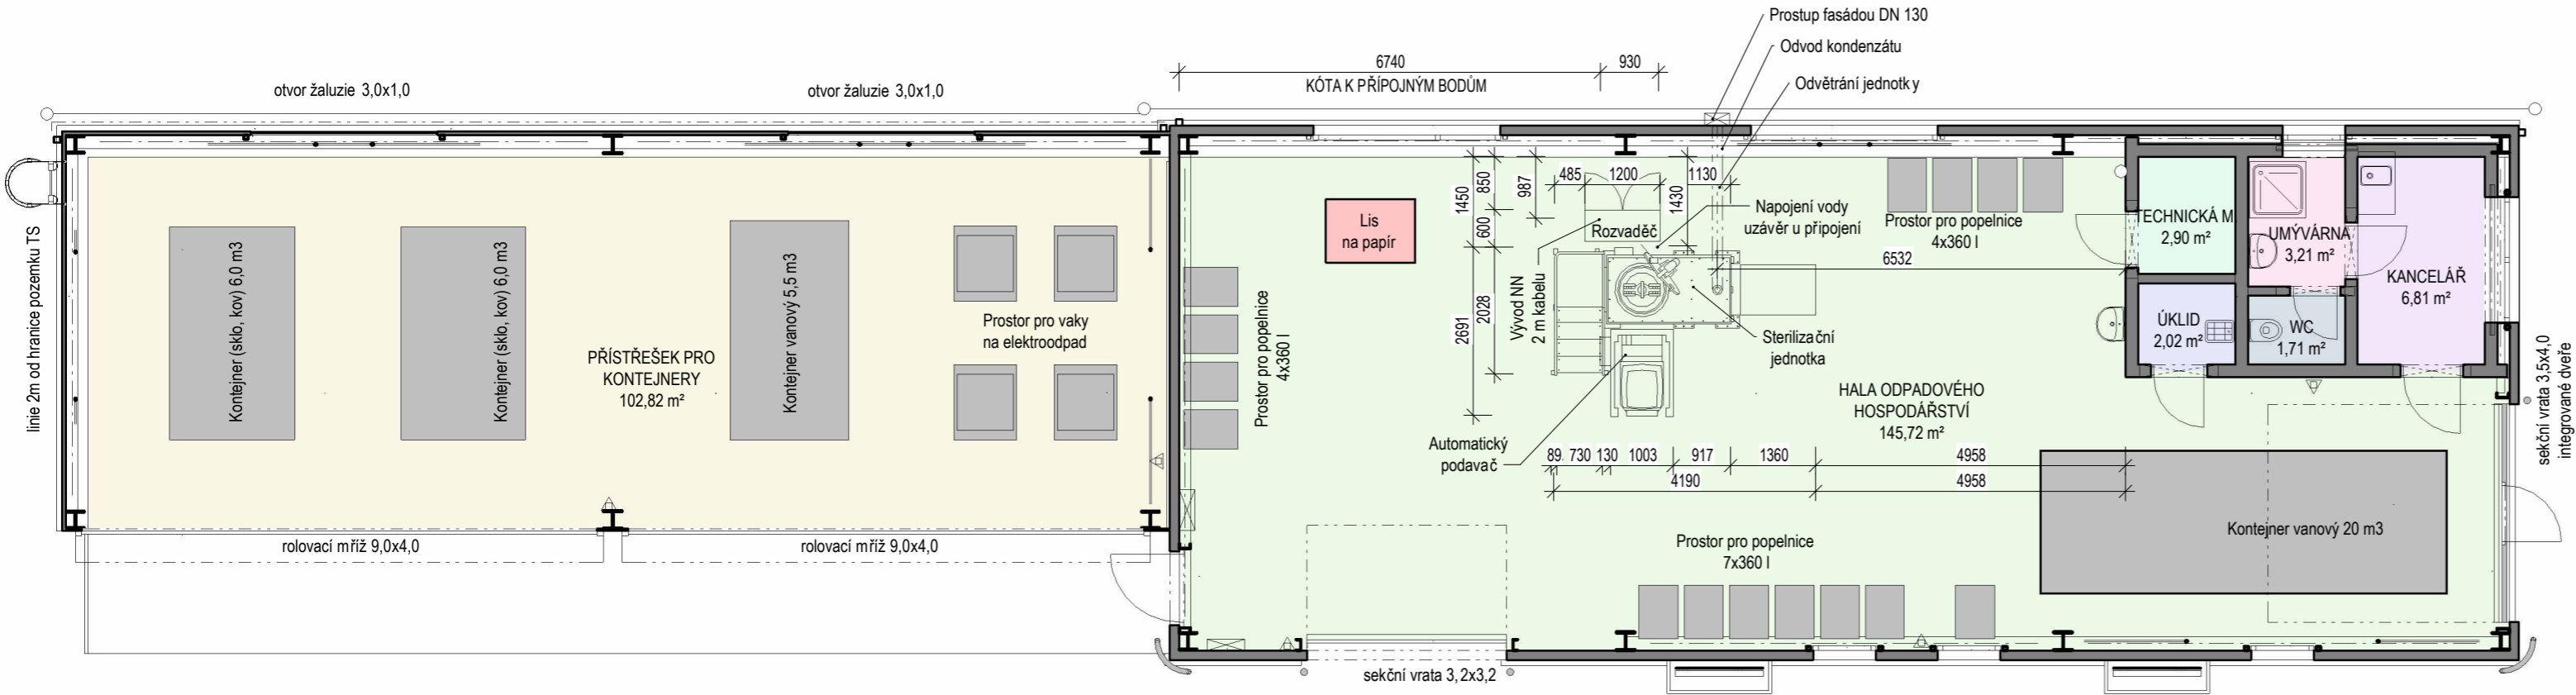 Prostup fasádou DN 130
Odvod kondenzátu
Odvětrání jednotky
6740
930
KÓTA K PŘÍPOJNÝM BODŮM
otvor žaluzie 3,0x1,0
otvor žaluzie 3,0x1,0
linie 2m od hranice pozemku TS
Kontejner (sklo, kov) 6,0 m3
Kontejner (sklo, kov) 6,0 m3
PŘÍSTŘEŠEK PRO
KONTEJNERY
102,82 m²
Kontejner vanový 5,5 m3
Prostor pro vaky
na elektroodpad
rolovací mříž 9,0x4,0
rolovací mříž 9,0x4,0
Prostor pro popelnice
4x360 l
Lis
na papír
1450
850
600
987
2691
2028
485
1200
1130
1430
Rozvaděč
Vývod NN
2 m kabelu
Napojení vody
uzávěr u připojení
Prostor pro popelnice
4x360 l
6532
Sterilizační
jednotka
Automatický
podavač
HALA ODPADOVÉHO
HOSPODÁŘSTVÍ
145,72 m²
89
730
130
1003
917
1360
4958
4190
4958
TECHNICKÁ M
2,90 m²
UMÝVÁRNA
3,21 m²
KANCELÁŘ
6,81 m²
ÚKLID
2,02 m²
WC
1,71 m²
sekční vrata 3,5x4,0
integrované dveře
Kontejner vanový 20 m3
Prostor pro popelnice
7x360 l
sekční vrata 3,2x3,2